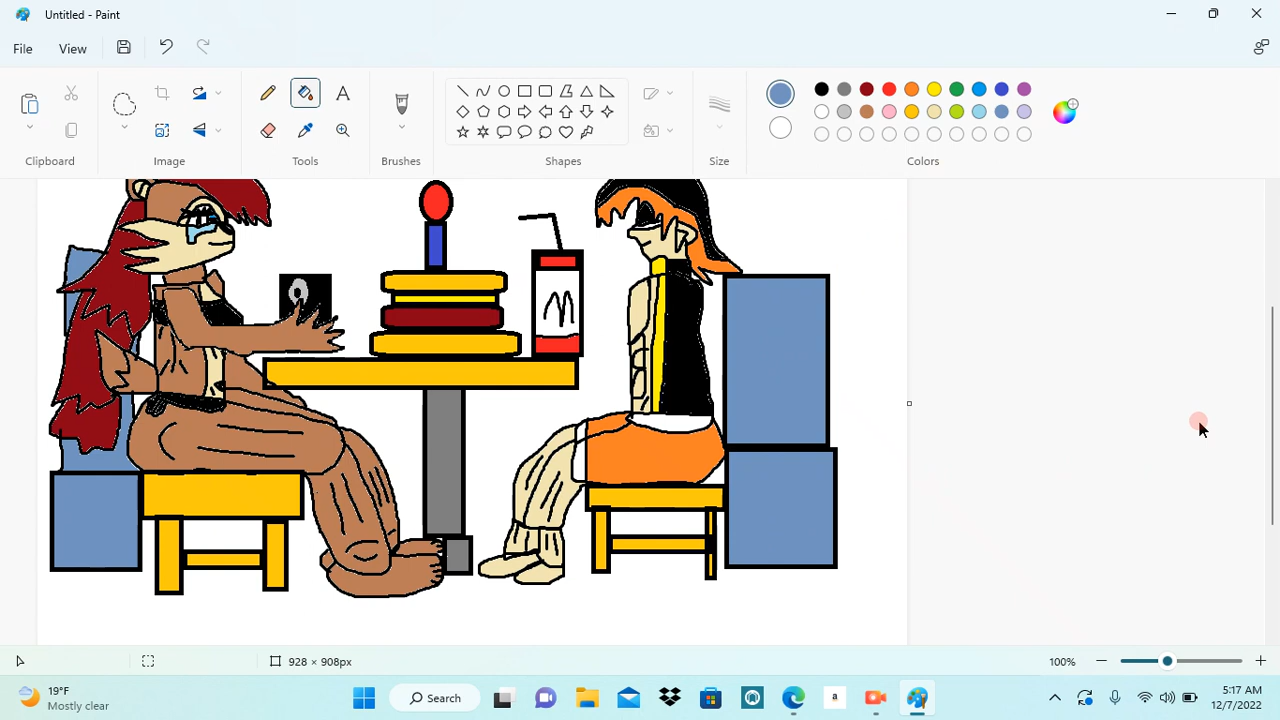 Untitled - Paint
File
View
A
Clipboard
Image
Tools
Brushes
Shapes
Size
Colors
M
928 × 908px
100%
19°F
Mostly clear
Search
a
5:17 AM
12/7/2022